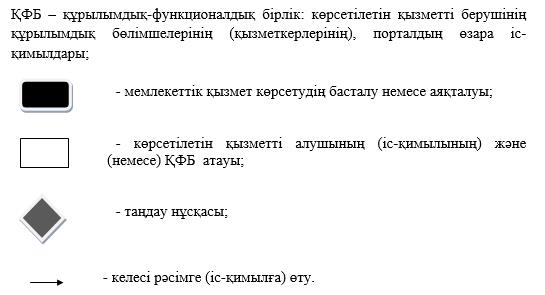 ҚФБ – құрылымдық-функционалдық бірлік: көрсетілетін қызметті берушінің
құрылымдық бөлімшелерінің (қызметкерлерінің), порталдың өзара іс-
қимылдары;
- мемлекеттік қызмет көрсетудің басталу немесе аяқталуы;
- көрсетілетін қызметті алушының (іс-қимылының) және
(немесе) ҚФБ атауы;
- таңдау нұсқасы;
- келесі рәсімге (іс-қимылға) өту.